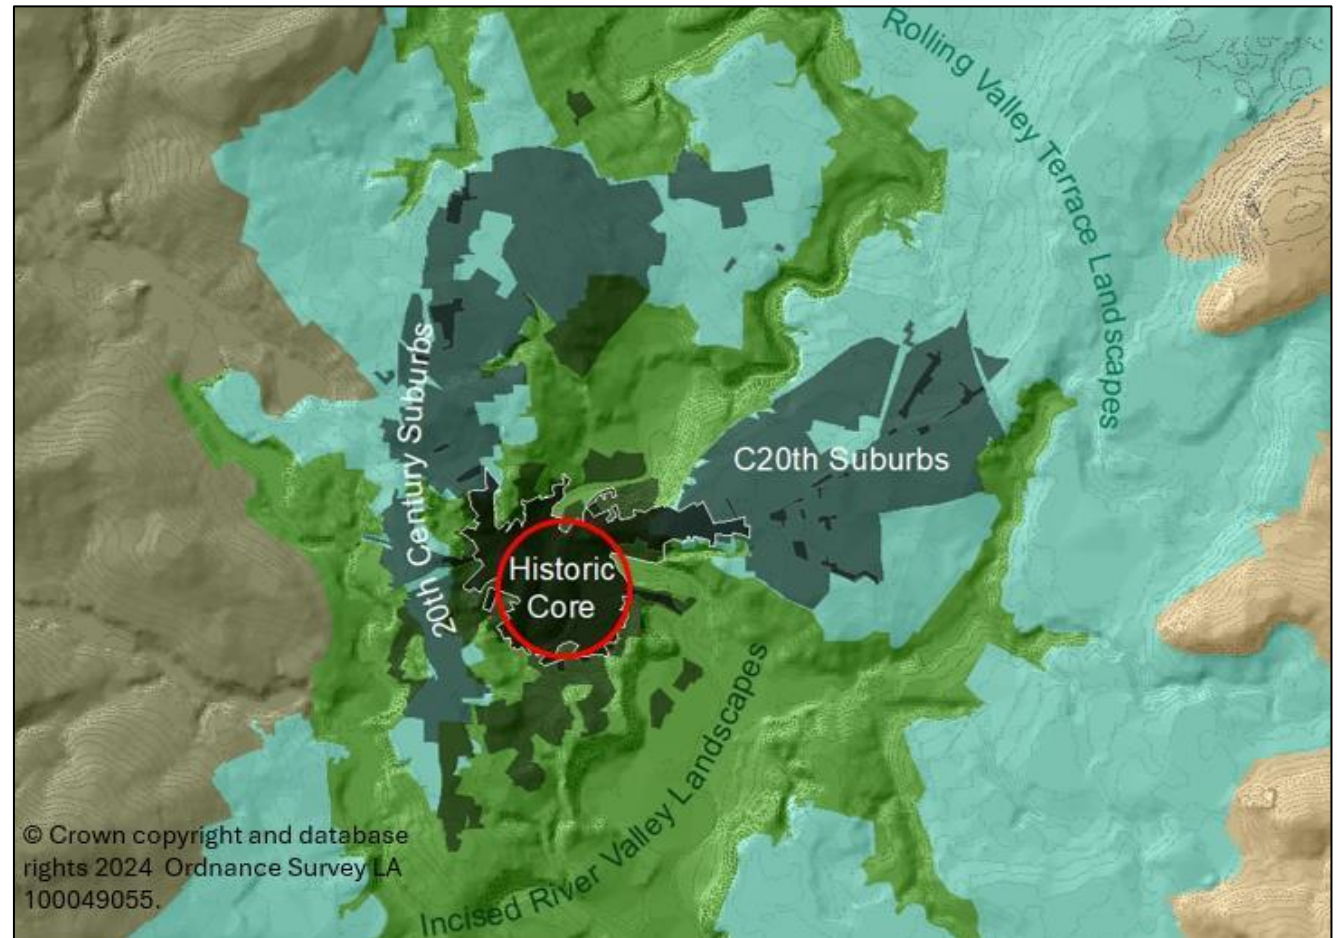 Rolling Valley Terrace Landscapes
20th Century Suburbs
C20th Suburbs
Historic
Core
Incised River Valley Landscapes
© Crown copyright and database
rights 2024  Ordnance Survey LA
100049055.